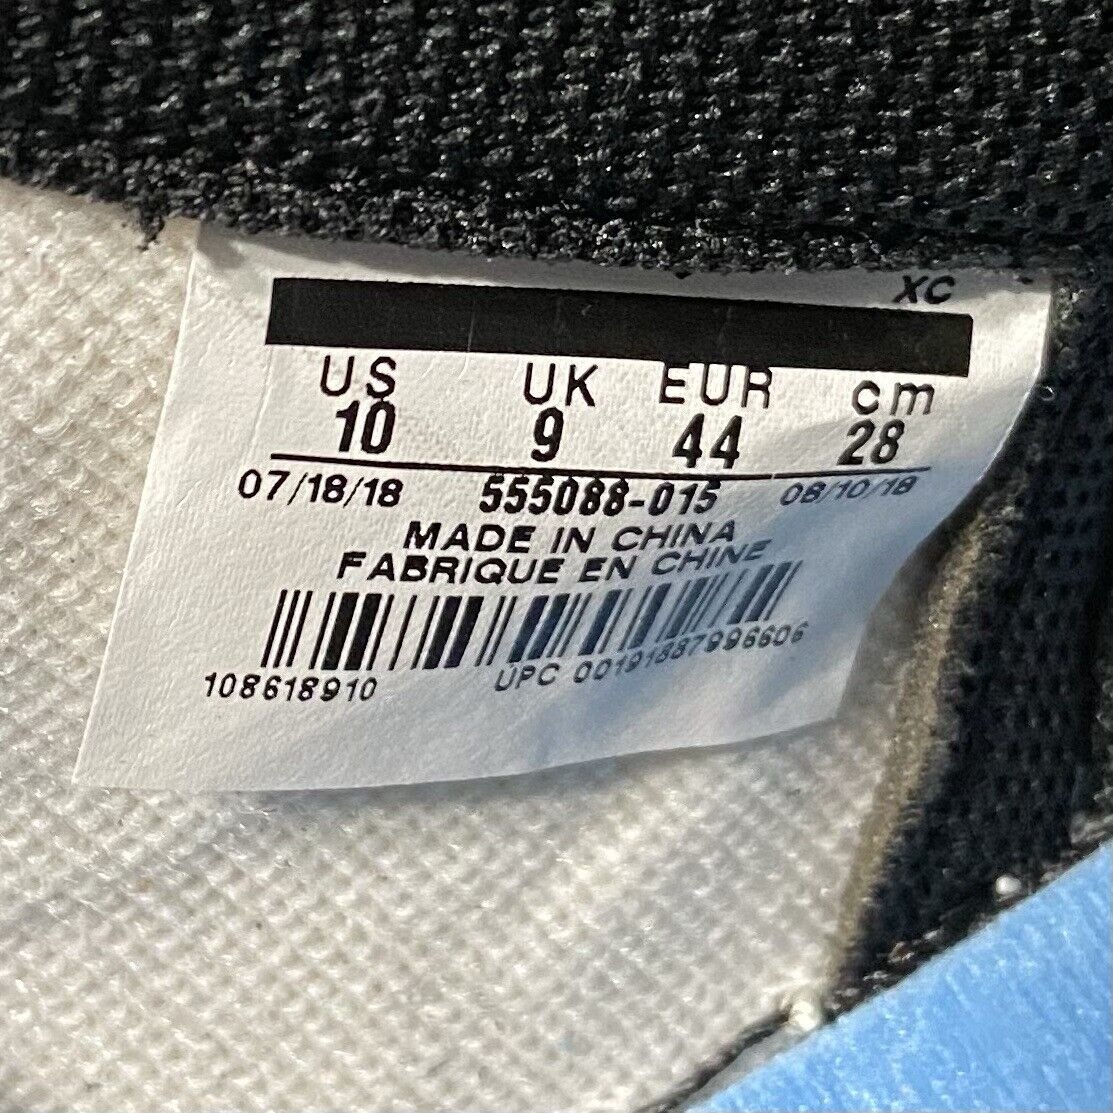 XC
US UK EUR cm
10 9 44 28
07/18/18 555088-015 08/10/18
MADE IN CHINA
FABRIQUE EN CHINE
108618910 UPC 00191887996606